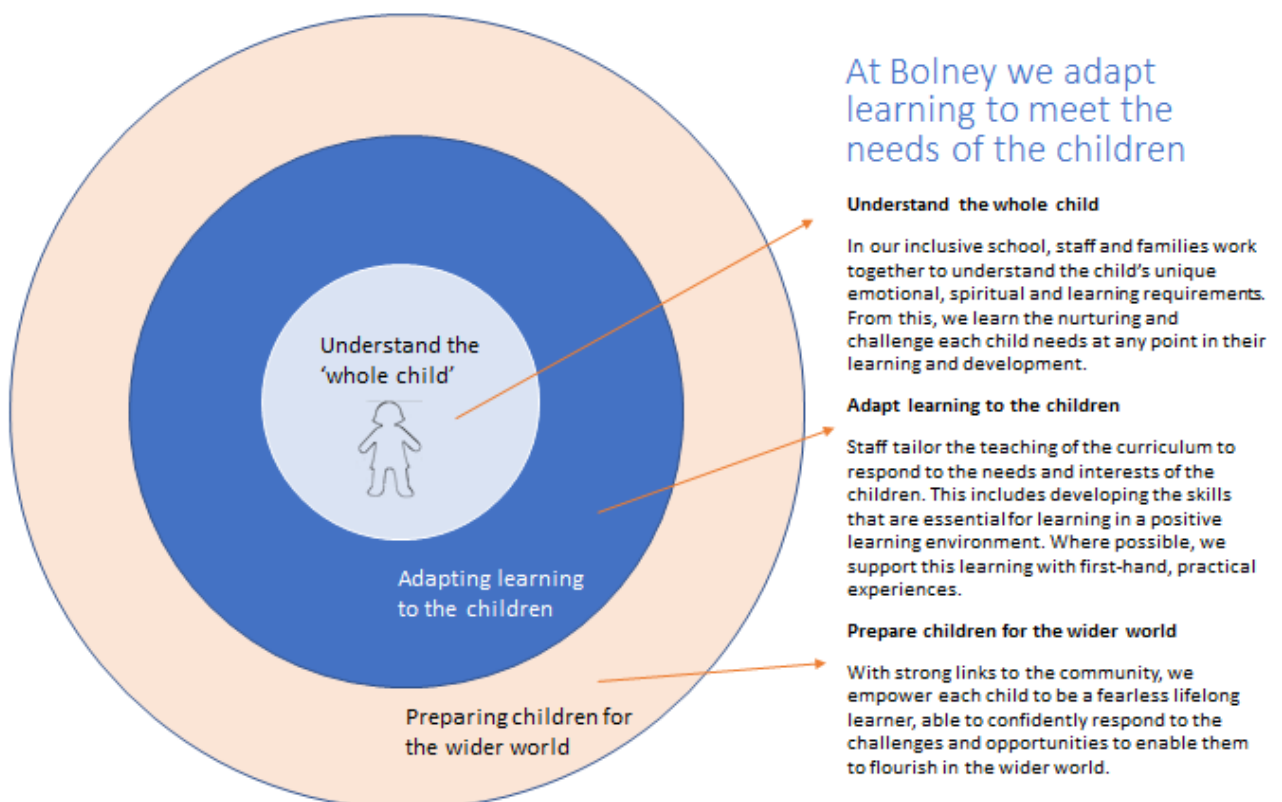 Understand the
‘whole child’
Adapting learning
to the children
Preparing children for
the wider world
At Bolney we adapt
learning to meet the
needs of the children
Understand the whole child
In our inclusive school, staff and families work
together to understand the child’s unique
emotional, spiritual and learning requirements.
From this, we learn the nurturing and
challenge each child needs at any point in their
learning and development.
Adapt learning to the children
Staff tailor the teaching of the curriculum to
respond to the needs and interests of the
children. This includes developing the skills
that are essential for learning in a positive
learning environment. Where possible, we
support this learning with first-hand, practical
experiences.
Prepare children for the wider world
With strong links to the community, we
empower each child to be a fearless lifelong
learner, able to confidently respond to the
challenges and opportunities to enable them
to flourish in the wider world.